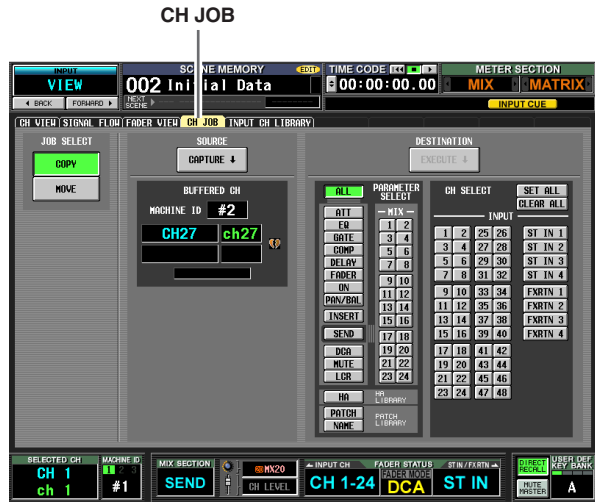 CH JOB
INPUT SCENE MEMORY EDIT TIME CODE METER SECTION
VIEW 002 Initial Data 00:00:00.00 MIX MATRIX
BACK FORWARD NEXT SCENE INPUT CUE
CH VIEW SIGNAL FLOW FADER VIEW CH JOB INPUT CH LIBRARY
JOB SELECT SOURCE DESTINATION
COPY CAPTURE EXECUTE
MOVE
BUFFERED CH
MACHINE ID #2
CH27 ch27
ALL PARAMETER SELECT CH SELECT SET ALL
CLEAR ALL
ATT MIX INPUT
EQ 1 2 1 2 25 26 ST IN 1
GATE 3 4 3 4 27 28 ST IN 2
COMP 5 6 5 6 29 30 ST IN 3
DELAY 7 8 7 8 31 32 ST IN 4
FADER 9 10 9 10 33 34 FXRTN 1
ON 11 12 11 12 35 36 FXRTN 2
PAN/BAL 13 14 13 14 37 38 FXRTN 3
INSERT 15 16 15 16 39 40 FXRTN 4
SEND 17 18 17 18 41 42
DCA 19 20 19 20 43 44
MUTE 21 22 21 22 45 46
LCR 23 24 23 24 47 48
HA HA LIBRARY
PATCH PATCH LIBRARY
NAME
SELECTED CH MACHINE ID MIX SECTION INPUT CH FADER STATUS ST IN/FXRTN DIRECT RECALL USER DEF KEY BANK
CH 1 1 2 3 SEND MX20 CH 1-24 FADER MODE ST IN A
ch 1 #1 CH LEVEL DCA MUTE MASTER